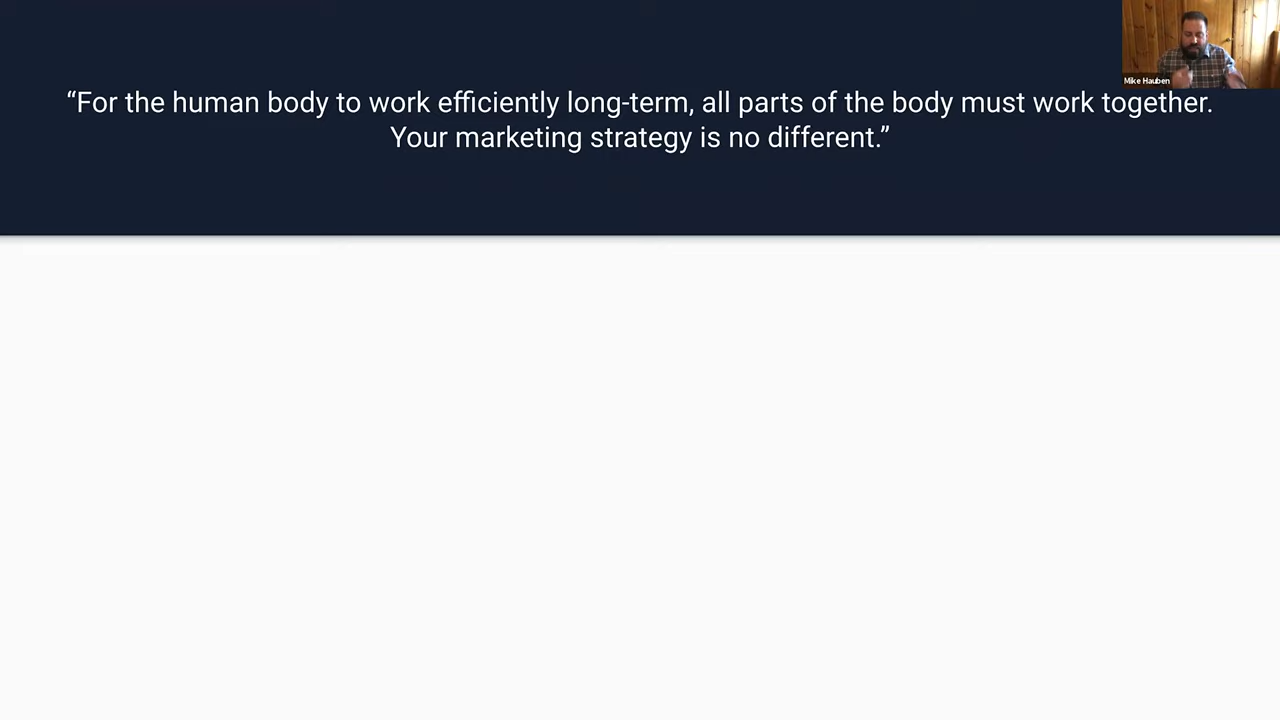 “For the human body to work efficiently long-term, all parts of the body must work together.
Your marketing strategy is no different.”
Mike Hauben